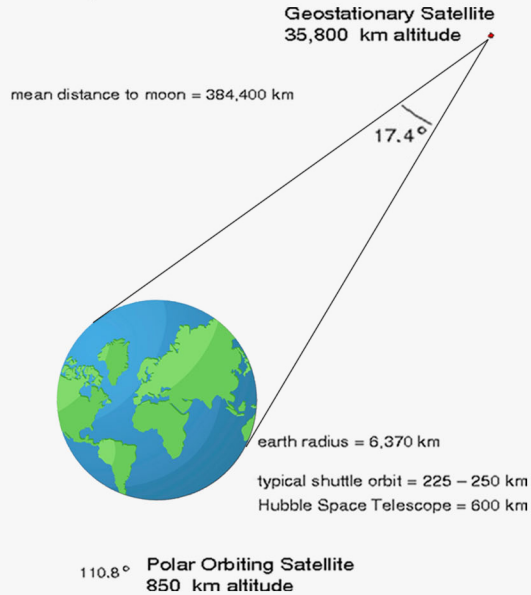 Geostationary Satellite
35,800 km altitude
mean distance to moon = 384,400 km
17.4°
earth radius = 6,370 km
typical shuttle orbit = 225 – 250 km
Hubble Space Telescope = 600 km
110.8° Polar Orbiting Satellite
850 km altitude